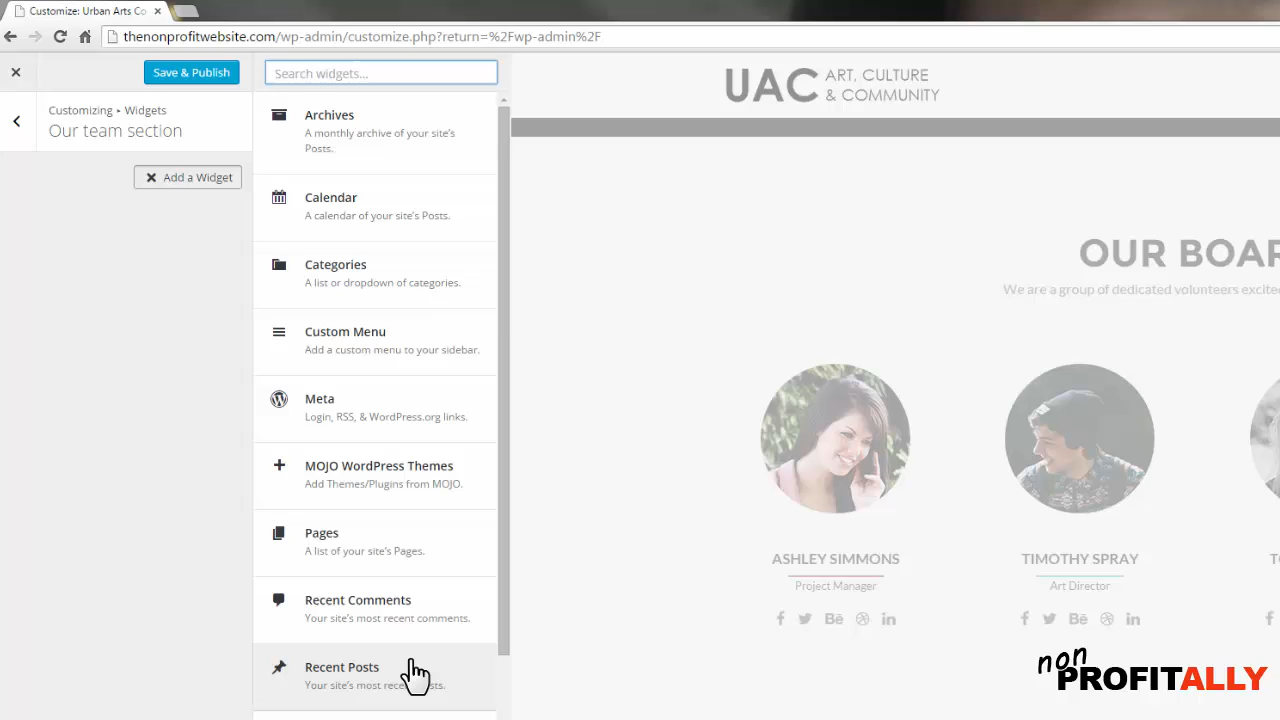 Customize: Urban Arts Co
thenonprofitwebsite.com/wp-admin/customize.php?return=%2Fwp-admin%2F
Save & Publish
Customizing ▸ Widgets
Our team section
Add a Widget
Search widgets...
Archives
A monthly archive of your site's
Posts.
Calendar
A calendar of your site's Posts.
Categories
A list or dropdown of categories.
Custom Menu
Add a custom menu to your sidebar.
Meta
Login, RSS, & WordPress.org links.
MOJO WordPress Themes
Add Themes/Plugins from MOJO.
Pages
A list of your site's Pages.
Recent Comments
Your site's most recent comments.
Recent Posts
Your site's most
UAC ART, CULTURE
& COMMUNITY
OUR BOAR
We are a group of dedicated volunteers excite
ASHLEY SIMMONS
Project Manager
TIMOTHY SPRAY
Art Director
non
PROFITALLY